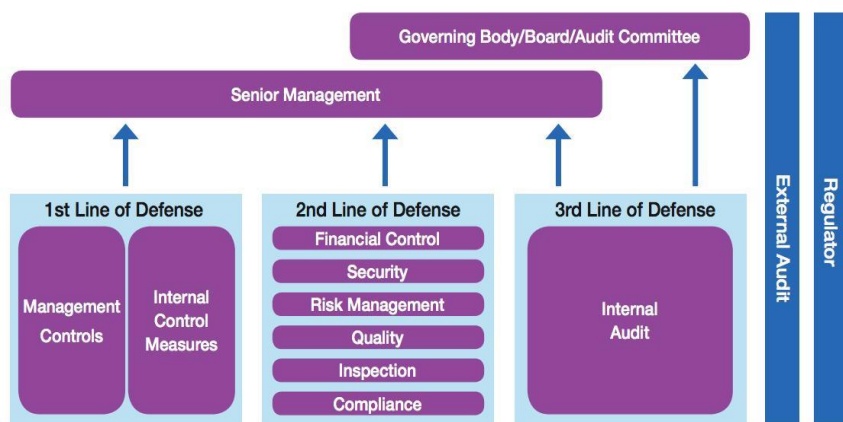 Governing Body/Board/Audit Committee
Senior Management
1st Line of Defense
Management
Controls
Internal
Control
Measures
2nd Line of Defense
Financial Control
Security
Risk Management
Quality
Inspection
Compliance
3rd Line of Defense
Internal
Audit
External Audit
Regulator